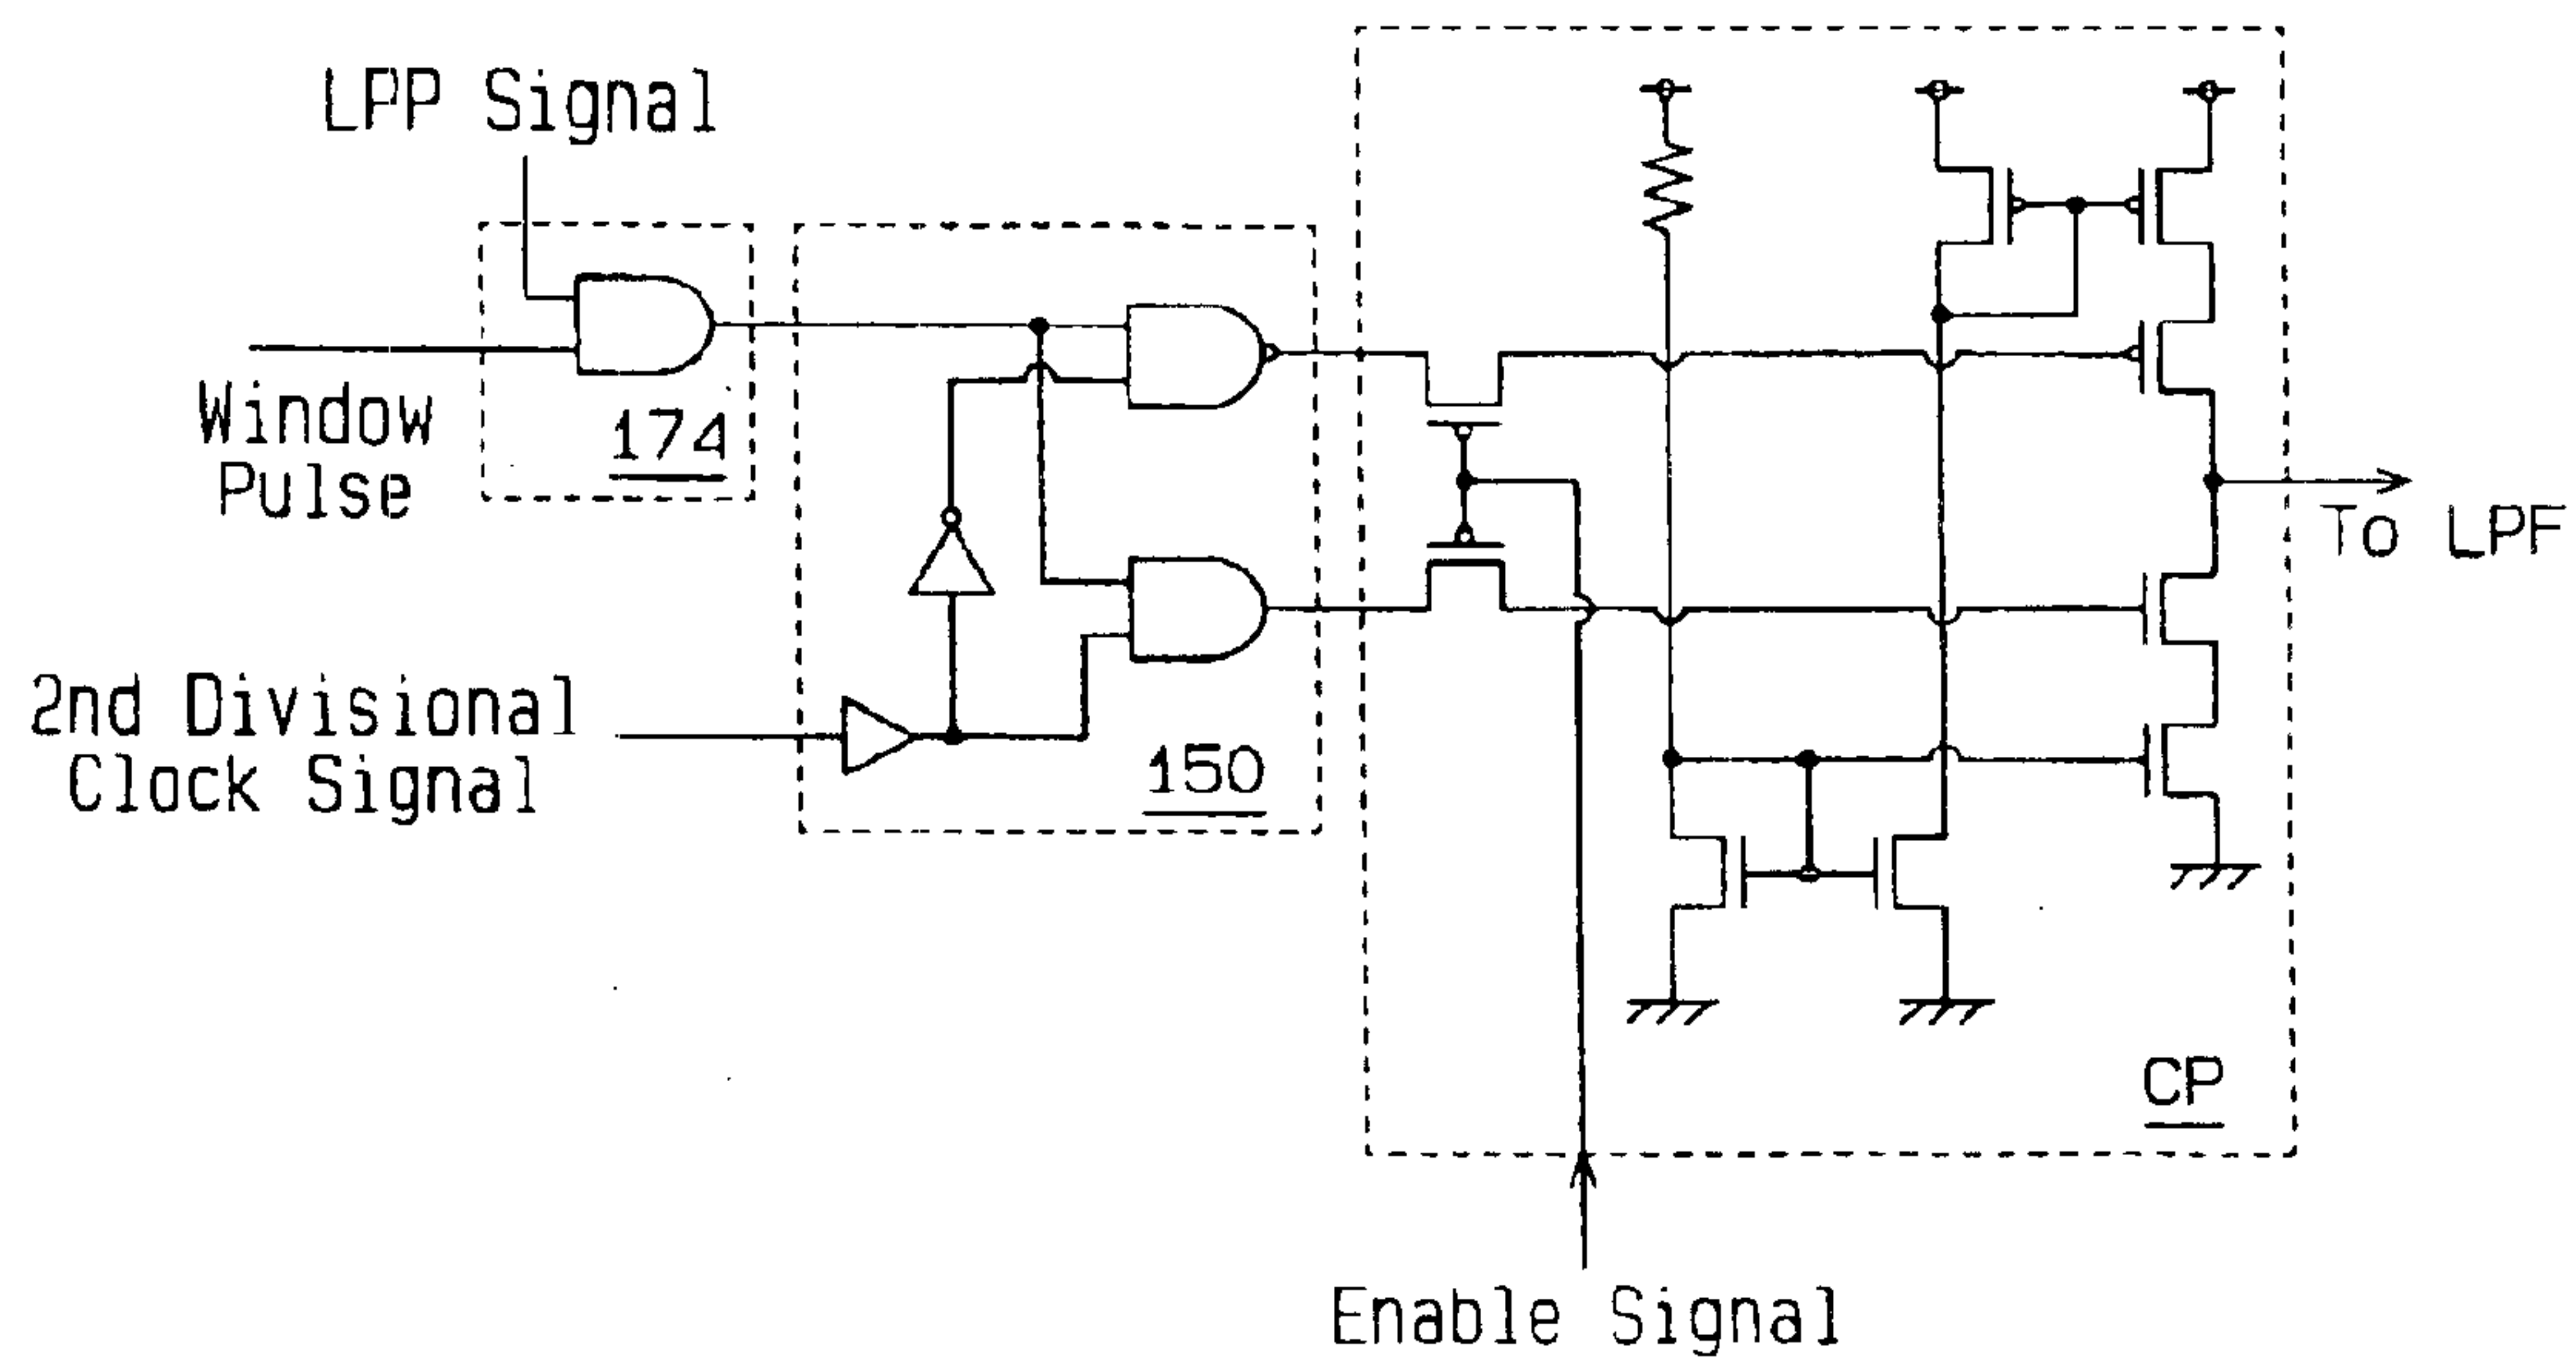 LPP Signal
Window
Pulse
174
2nd Divisional
Clock Signal
150
To LPF
CP
Enable Signal